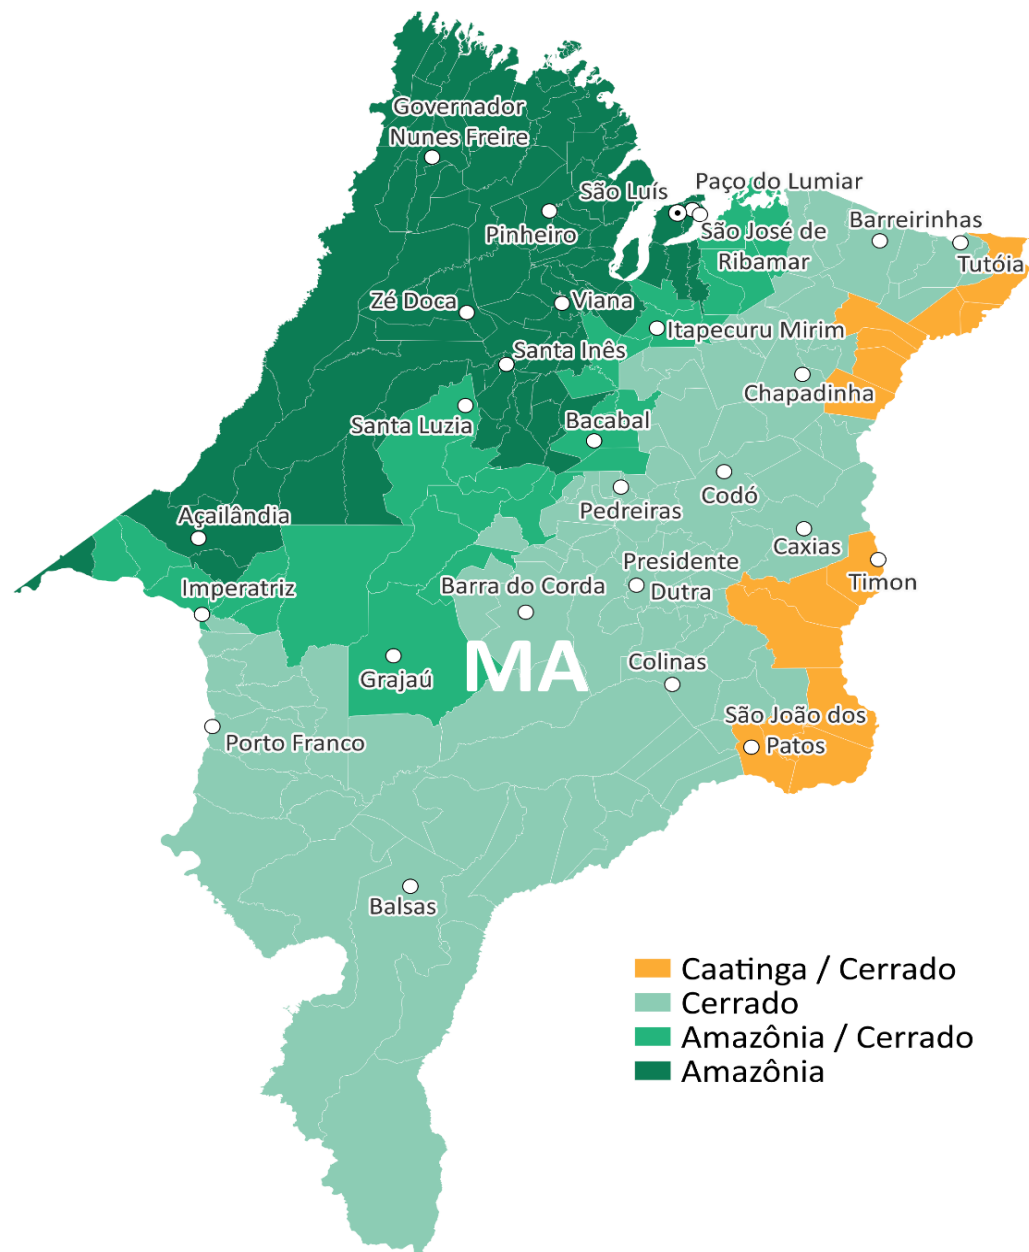 Governador
Nunes Freire
São Luís
Paço do Lumiar
Pinheiro
São José de
Ribamar
Barreirinhas
Tutóia
Zé Doca
Viana
Itapecuru Mirim
Santa Inês
Chapadinha
Santa Luzia
Bacabal
Codó
Pedreiras
Açailândia
Caxias
Imperatriz
Barra do Corda
Presidente
Dutra
Timon
MA
Grajaú
Colinas
São João dos
Patos
Porto Franco
Balsas
Caatinga / Cerrado
Cerrado
Amazônia / Cerrado
Amazônia